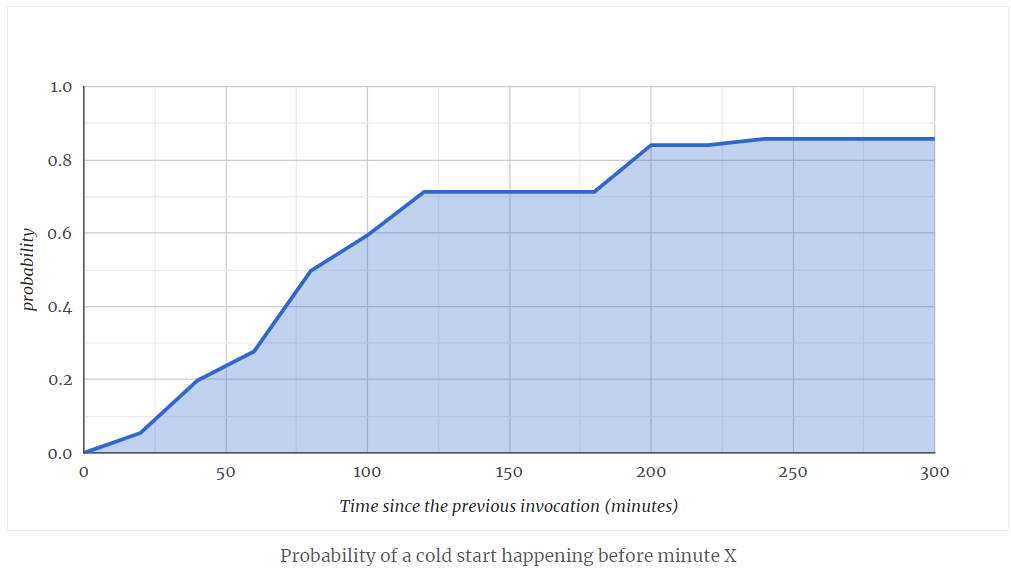 1.0
0.8
0.6
0.4
0.2
0.0
probability
0 50 100 150 200 250 300
Time since the previous invocation (minutes)
Probability of a cold start happening before minute X